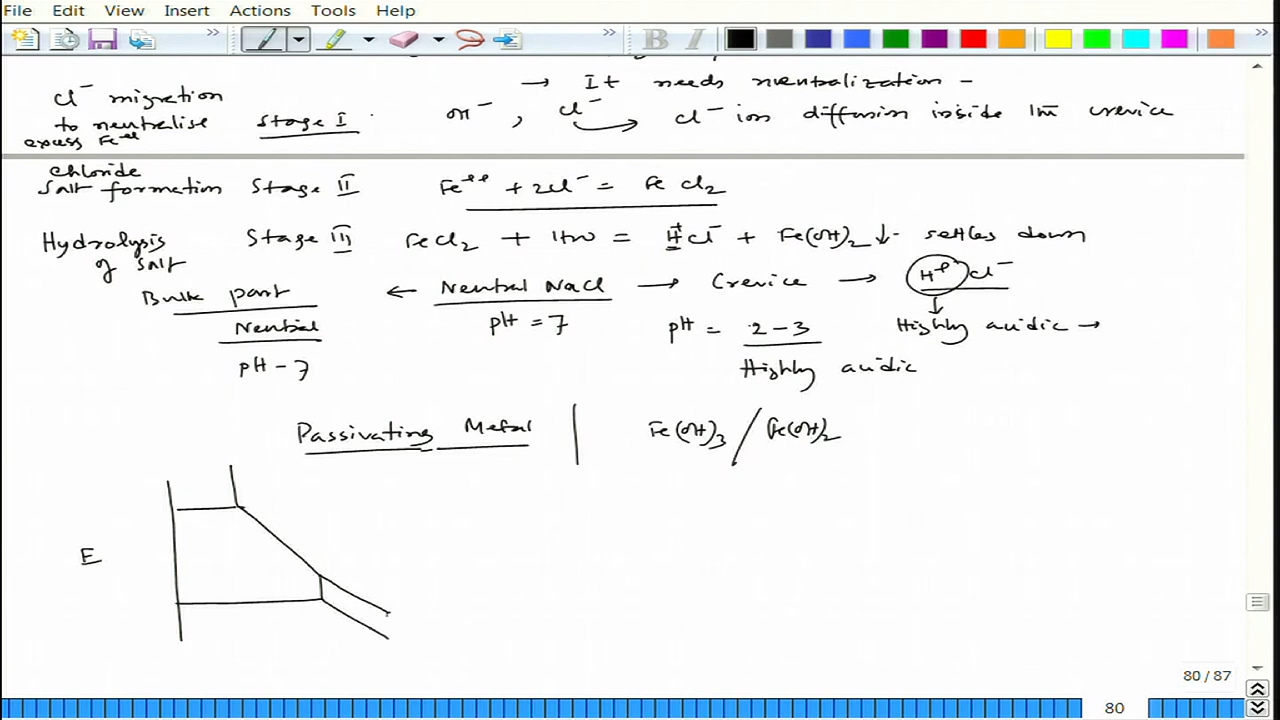 File Edit View Insert Actions Tools Help
B I
→ It needs neutralization -
Cl⁻ migration
to neutralise Stage I OH⁻, Cl⁻ → Cl⁻ ion diffusion inside the crevice
excess Fe⁺⁺
chloride
salt formation Stage II Fe⁺⁺ + 2Cl⁻ = FeCl₂
Hydrolysis Stage III FeCl₂ + H₂O = H⁺Cl⁻ + Fe(OH)₂↓ settles down
of salt
Bulk part ← Neutral NaCl → Crevice → H⁺Cl⁻
Neutral pH = 7 pH = 2-3 Highly acidic →
pH - 7 Highly acidic
Passivating Metal | Fe(OH)₃ / Fe(OH)₂
E
80 / 87
80